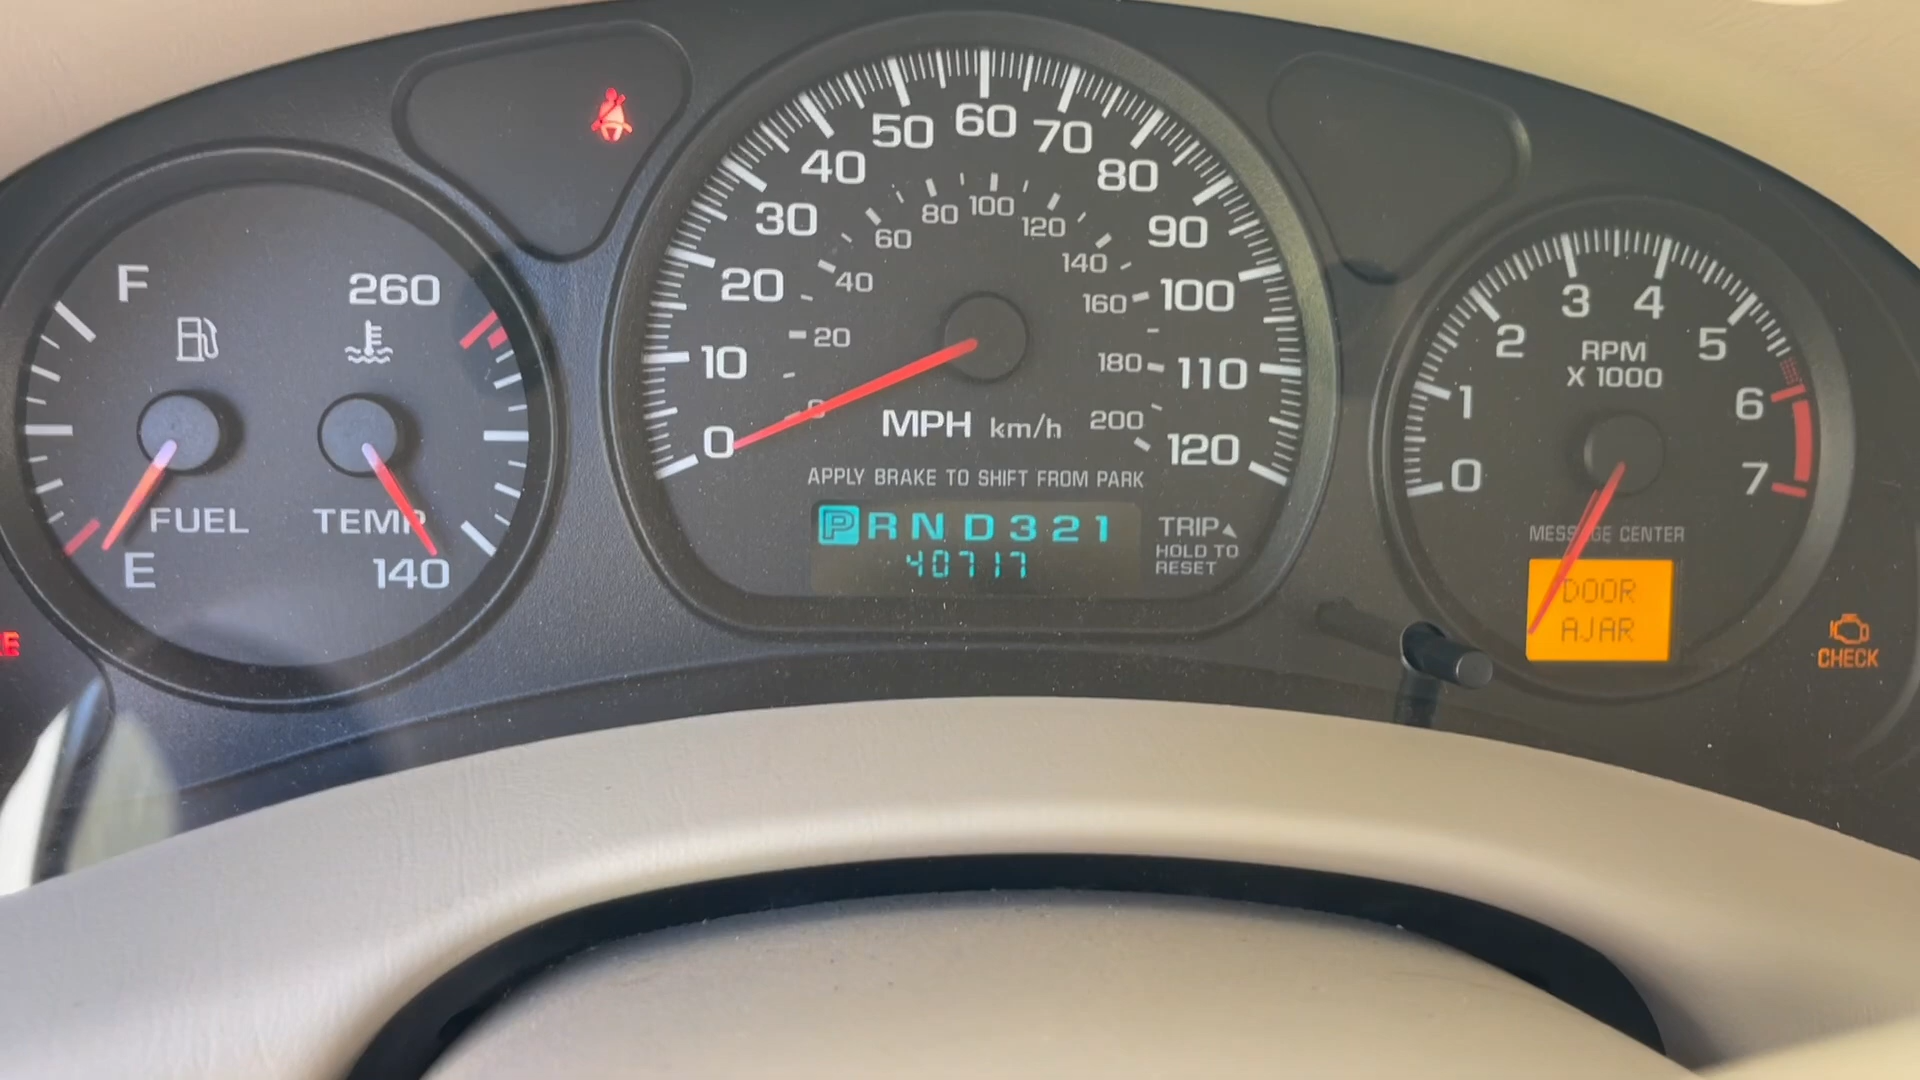 F
260
FUEL
TEMP
E
140
0
10
20
30
40
50
60
70
80
90
100
110
120
20
40
60
80
100
120
140
160
180
200
MPH km/h
APPLY BRAKE TO SHIFT FROM PARK
P R N D 3 2 1
40717
TRIP
HOLD TO
RESET
0
1
2
3
4
5
6
7
RPM
X 1000
MESSAGE CENTER
DOOR
AJAR
CHECK